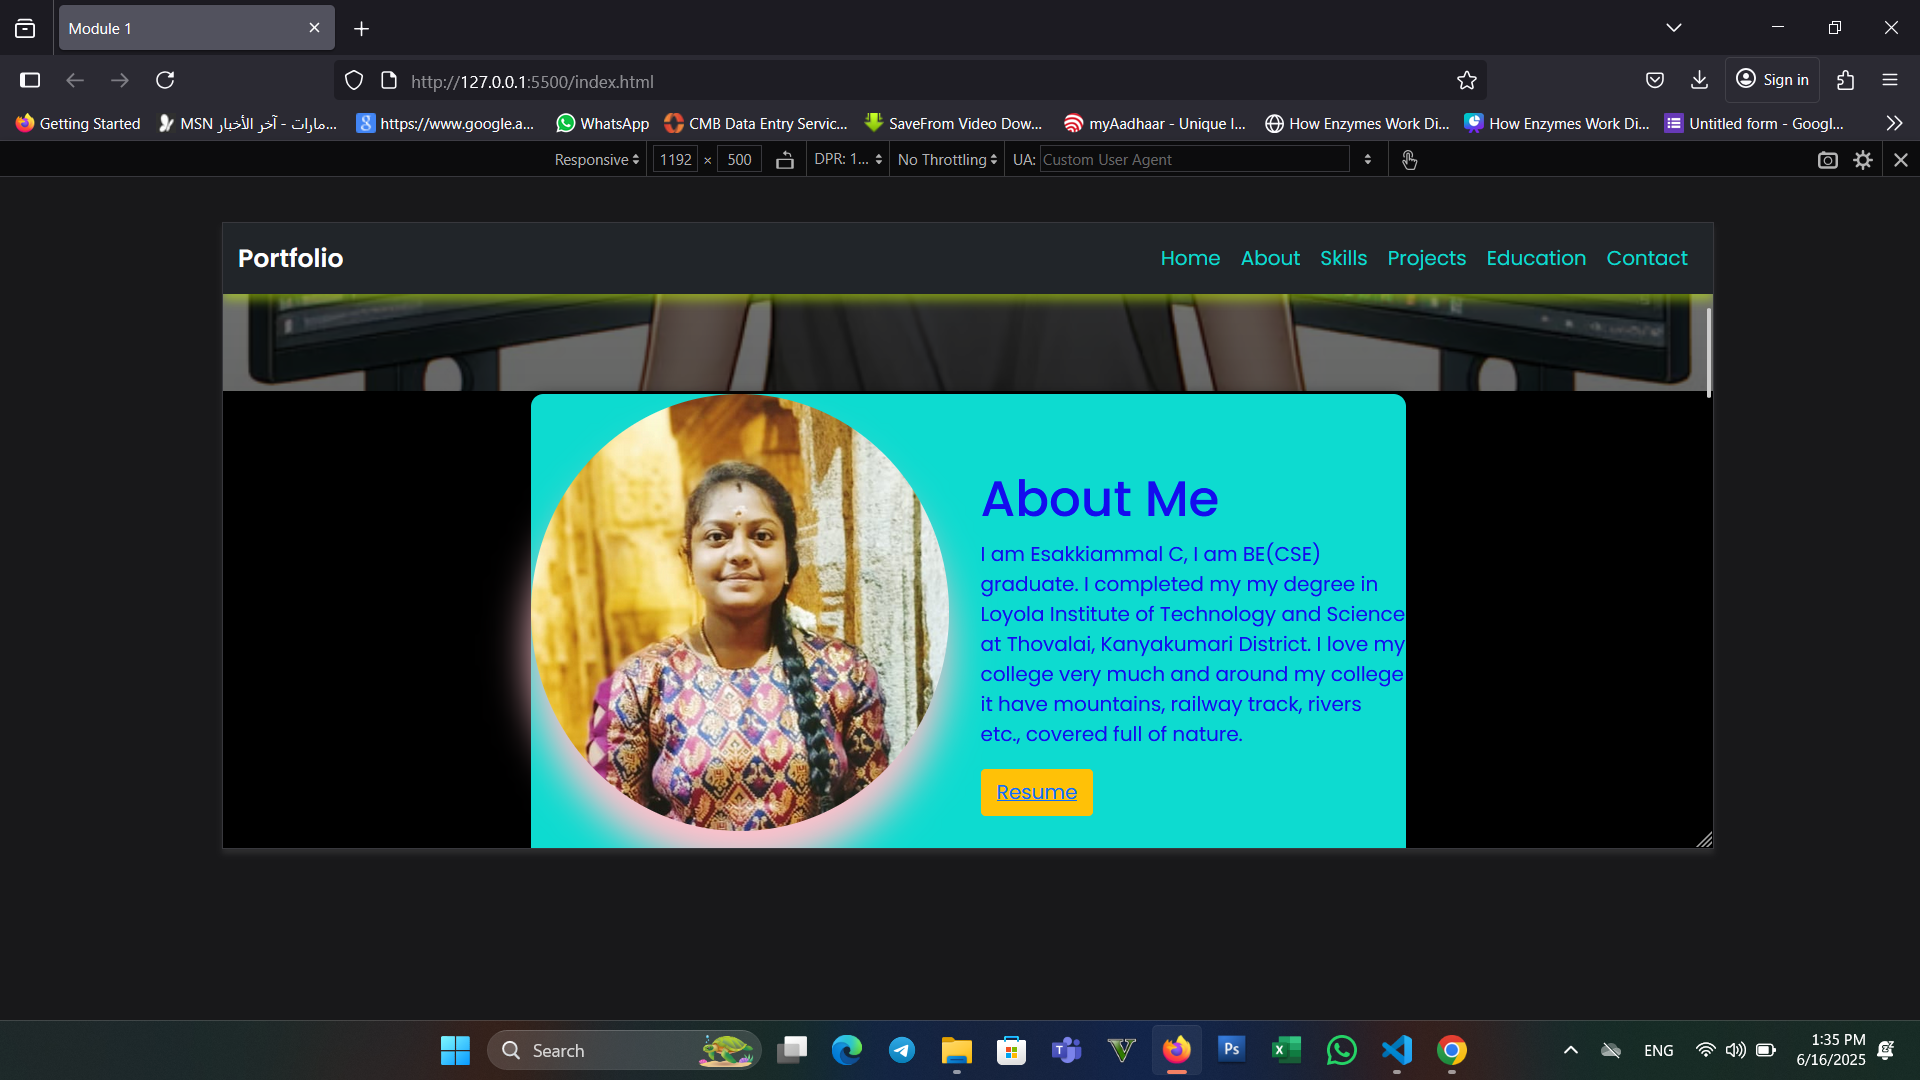 Module 1
http://127.0.0.1:5500/index.html
Sign in
Getting Started
MSN مارات - آخر الأخبار...
https://www.google.a...
WhatsApp
CMB Data Entry Servic...
SaveFrom Video Dow...
myAadhaar - Unique I...
How Enzymes Work Di...
How Enzymes Work Di...
Untitled form - Googl...
Responsive
1192 × 500
DPR: 1...
No Throttling
UA: Custom User Agent
Portfolio
Home
About
Skills
Projects
Education
Contact
About Me
I am Esakkiammal C, I am BE(CSE)
graduate. I completed my my degree in
Loyola Institute of Technology and Science
at Thovalai, Kanyakumari District. I love my
college very much and around my college
it have mountains, railway track, rivers
etc., covered full of nature.
Resume
Search
Ps
ENG
1:35 PM
6/16/2025